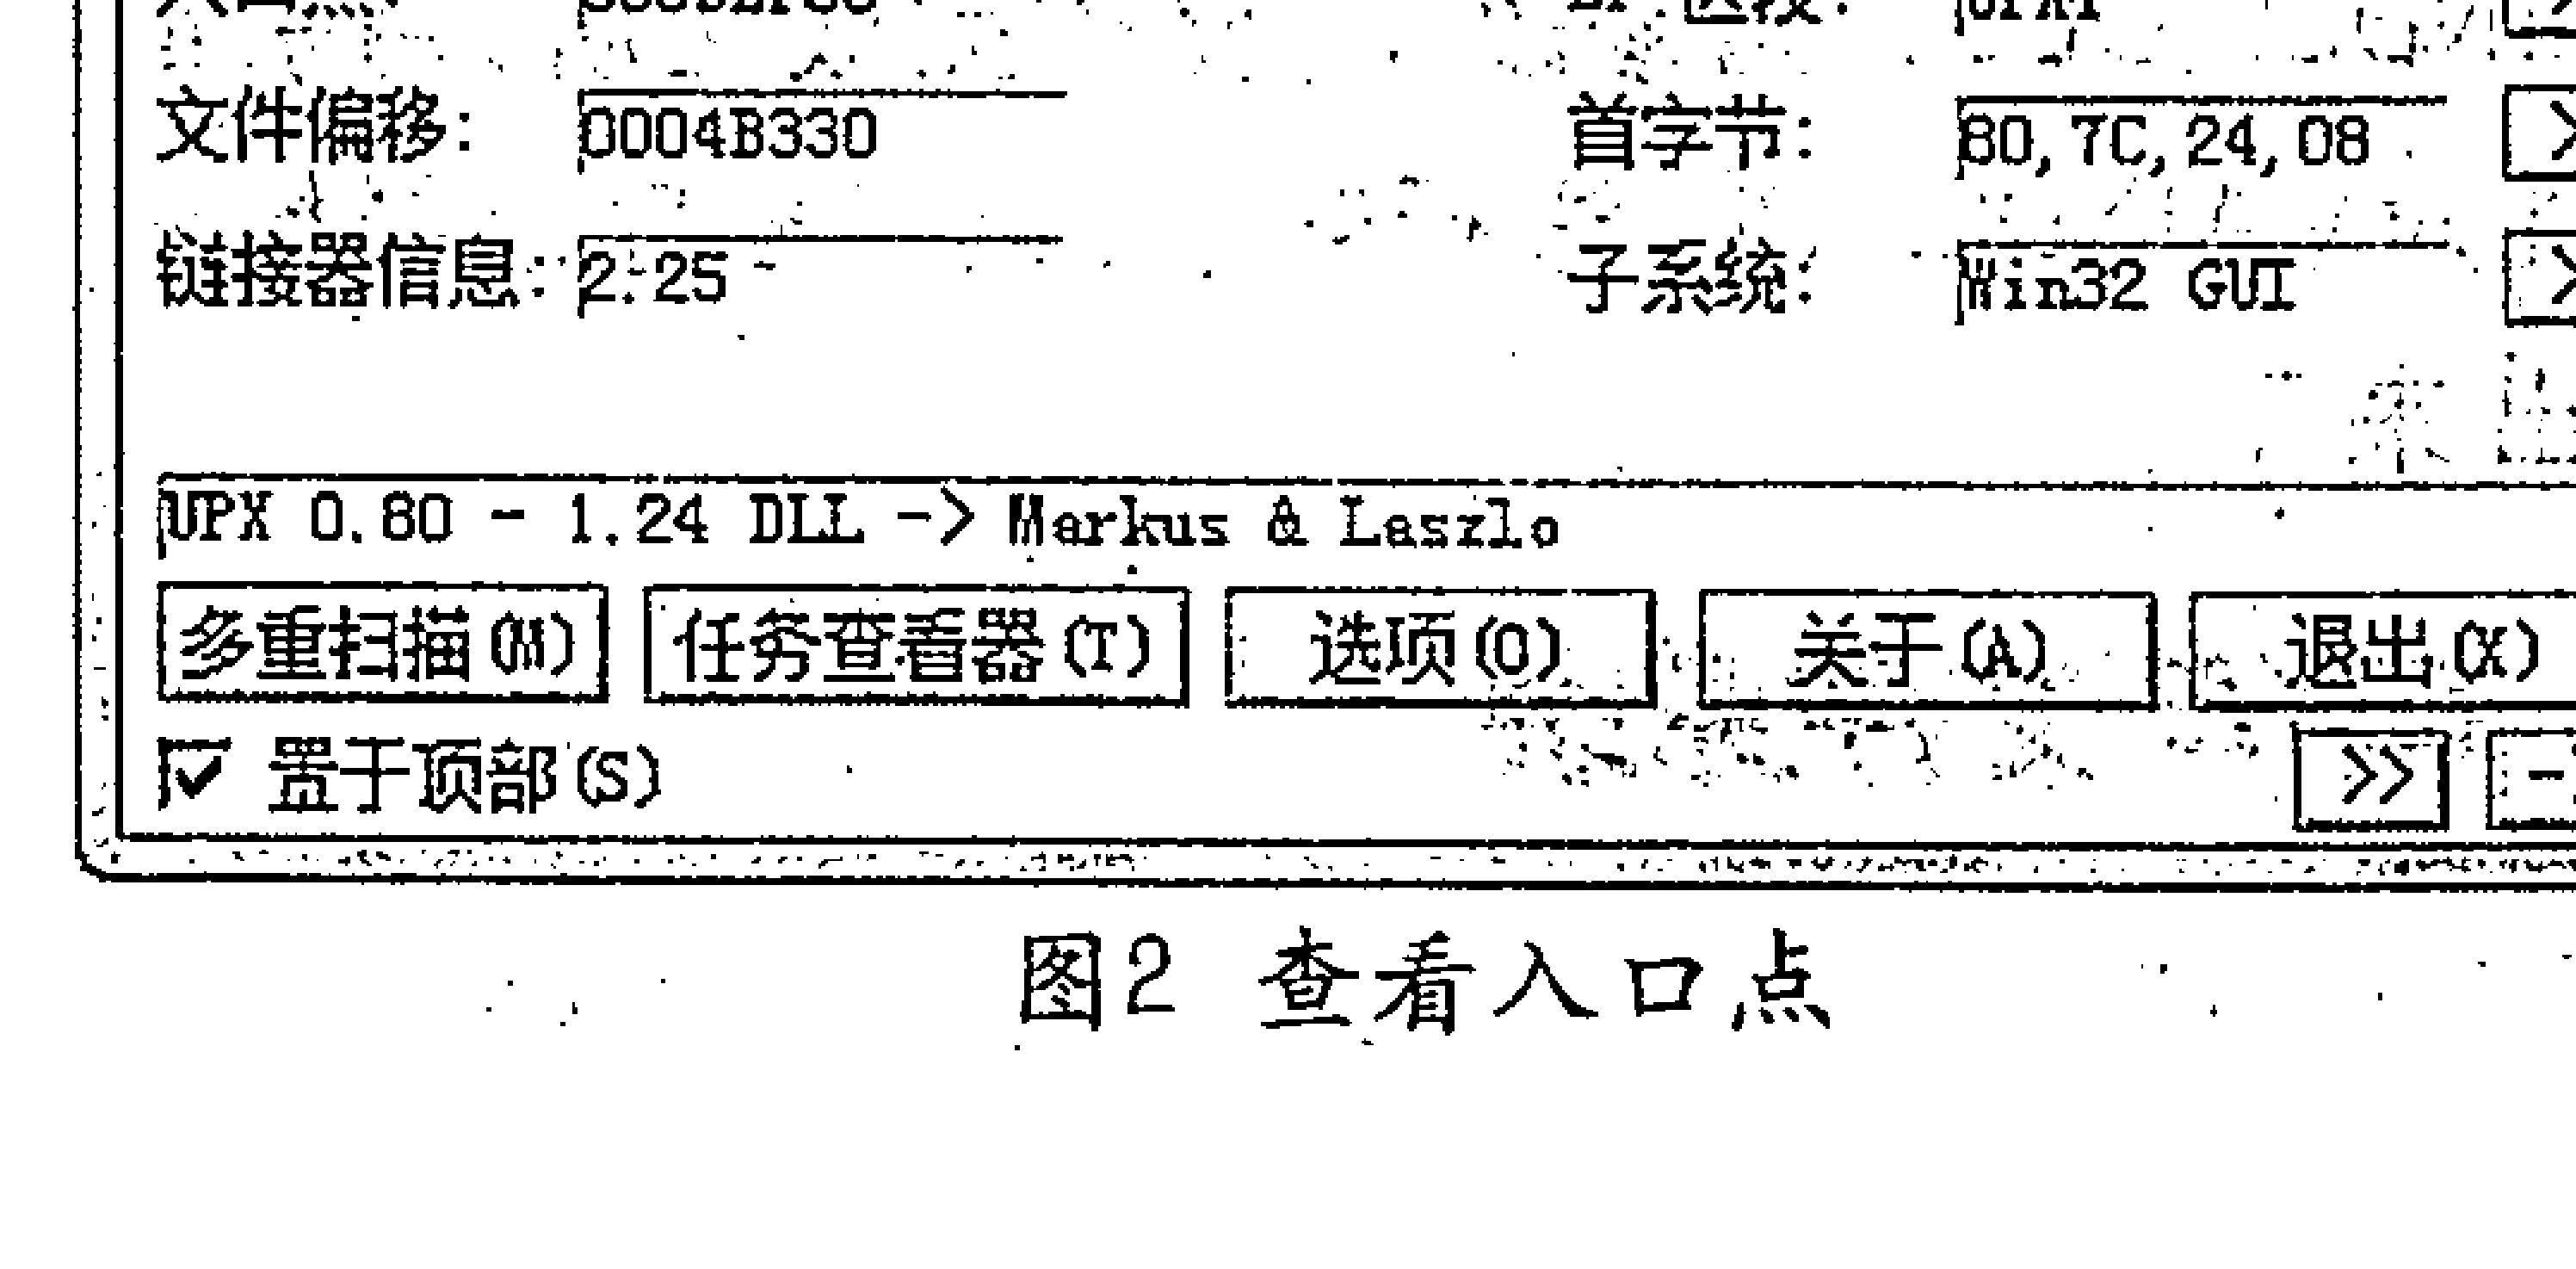 文件偏移: 0004B330 首字节: 80,7C,24,08 >
链接器信息: 2.25 子系统: Win32 GUI >
UPX 0.80 - 1.24 DLL -> Markus & Laszlo
多重扫描(M) 任务查看器(T) 选项(O) 关于(A) 退出(X)
置于顶部(S) >> -
图2 查看入口点